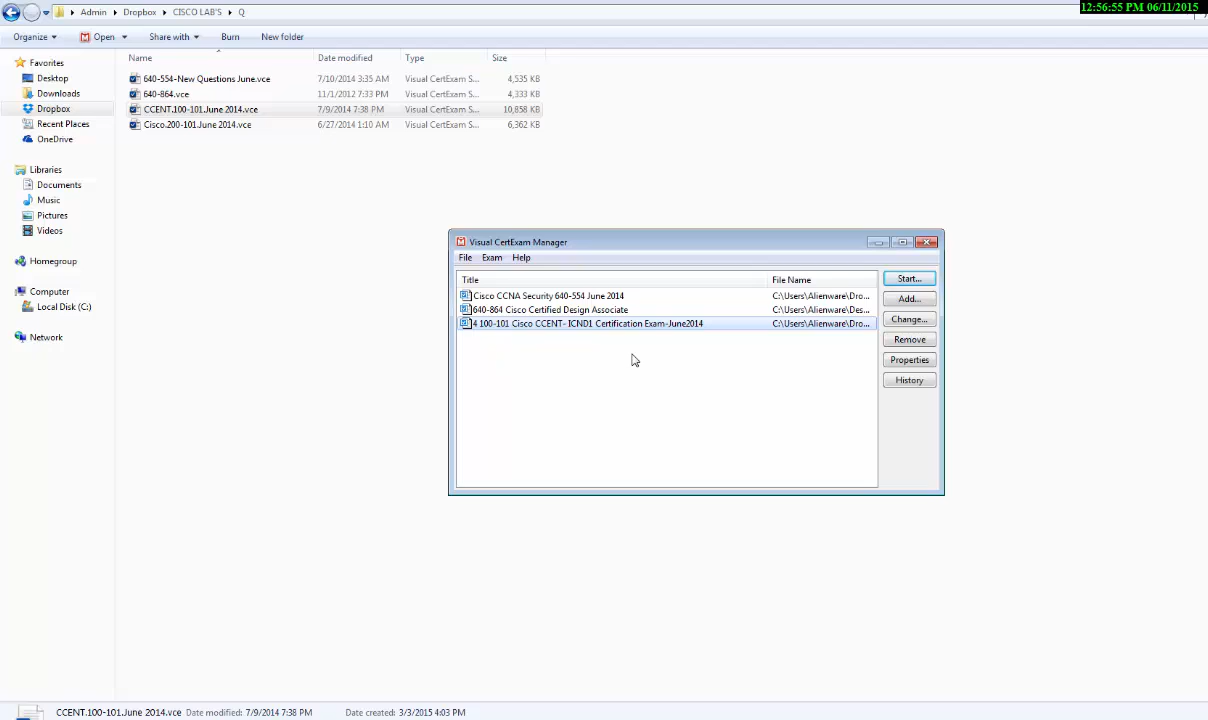 12:56:55 PM 06/11/2015
Admin Dropbox CISCO LAB'S Q
Organize Open Share with Burn New folder
Favorites
Desktop
Downloads
Dropbox
Recent Places
OneDrive
Libraries
Documents
Music
Pictures
Videos
Homegroup
Computer
Local Disk (C:)
Network
Name Date modified Type Size
640-554-New Questions June.vce 7/10/2014 3:35 AM Visual CertExam S... 4,535 KB
640-864.vce 11/1/2012 7:33 PM Visual CertExam S... 4,333 KB
CCENT.100-101.June 2014.vce 7/9/2014 7:38 PM Visual CertExam S... 10,858 KB
Cisco.200-101.June 2014.vce 6/27/2014 1:10 AM Visual CertExam S... 6,362 KB
Visual CertExam Manager
File Exam Help
Title File Name
Cisco CCNA Security 640-554 June 2014 C:\Users\Alienware\Dro...
640-864 Cisco Certified Design Associate C:\Users\Alienware\Des...
4 100-101 Cisco CCENT- ICND1 Certification Exam-June2014 C:\Users\Alienware\Dro...
Start...
Add...
Change...
Remove
Properties
History
CCENT.100-101.June 2014.vce Date modified: 7/9/2014 7:38 PM Date created: 3/3/2015 4:03 PM